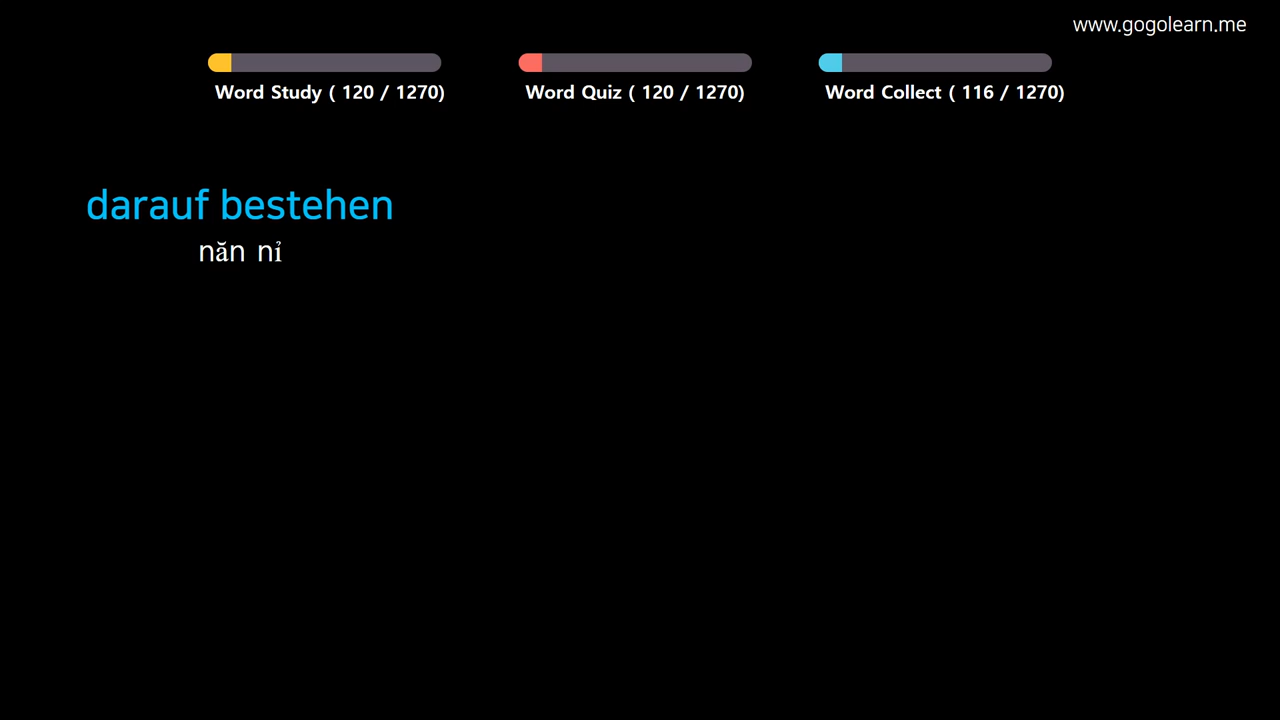 www.gogolearn.me
Word Study ( 120 / 1270)
Word Quiz ( 120 / 1270)
Word Collect ( 116 / 1270)
darauf bestehen
năn nỉ